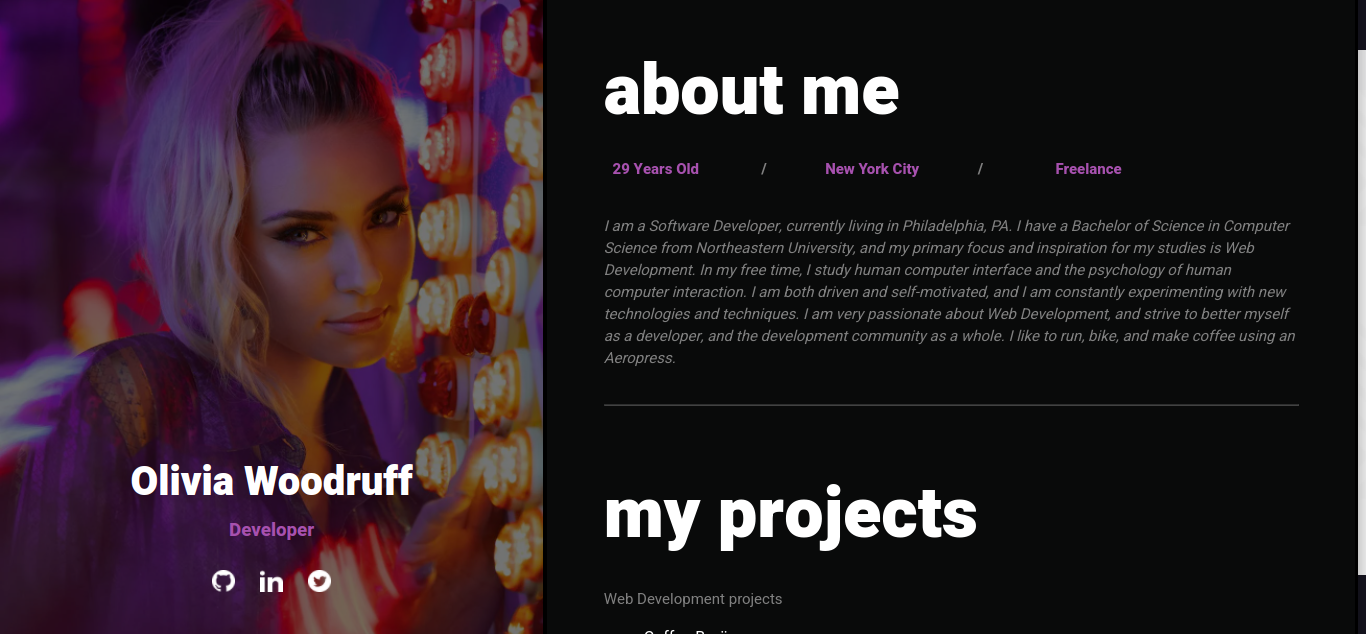 Olivia Woodruff
Developer
about me
29 Years Old / New York City / Freelance
I am a Software Developer, currently living in Philadelphia, PA. I have a Bachelor of Science in Computer
Science from Northeastern University, and my primary focus and inspiration for my studies is Web
Development. In my free time, I study human computer interface and the psychology of human
computer interaction. I am both driven and self-motivated, and I am constantly experimenting with new
technologies and techniques. I am very passionate about Web Development, and strive to better myself
as a developer, and the development community as a whole. I like to run, bike, and make coffee using an
Aeropress.
my projects
Web Development projects